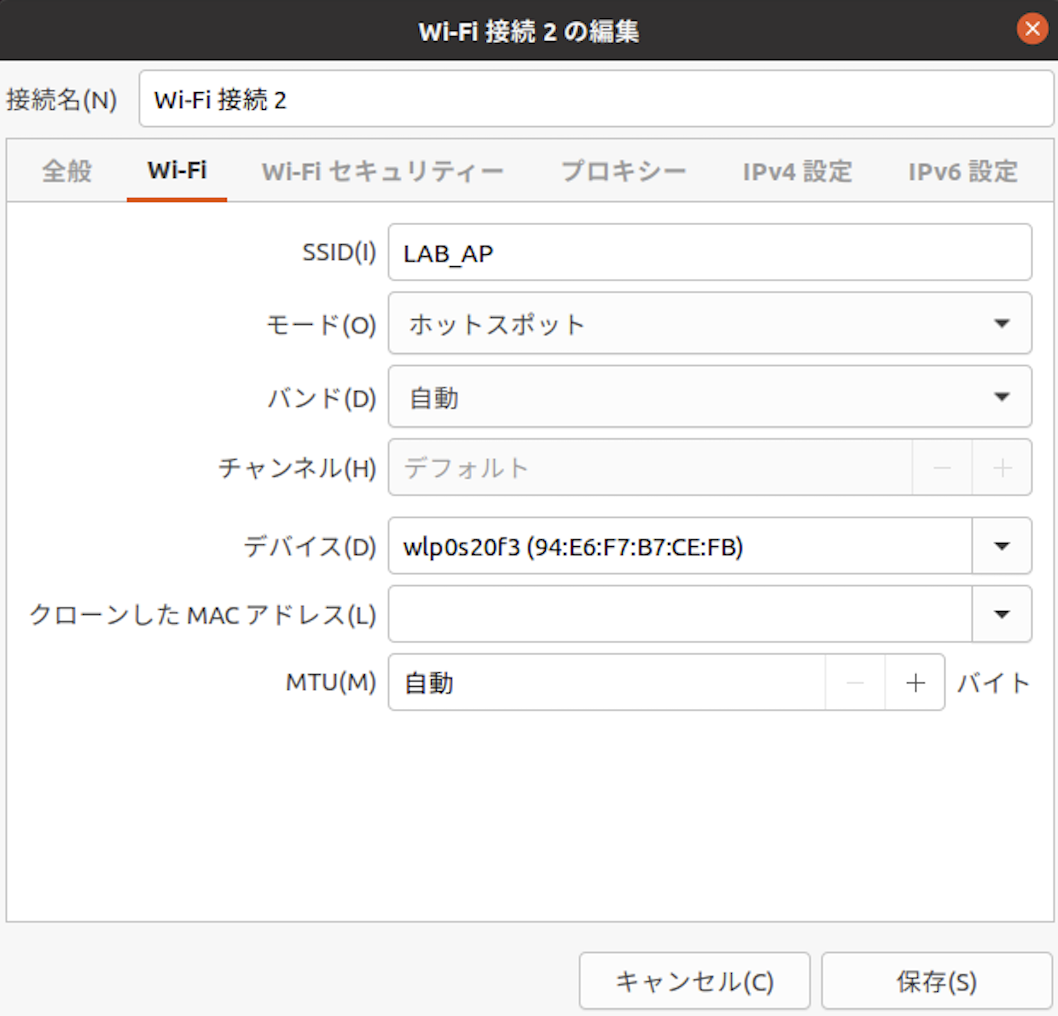 Wi-Fi 接続 2 の編集
接続名(N) Wi-Fi 接続 2
全般 Wi-Fi Wi-Fi セキュリティー プロキシー IPv4 設定 IPv6 設定
SSID(I) LAB_AP
モード(O) ホットスポット
バンド(D) 自動
チャンネル(H) デフォルト
デバイス(D) wlp0s20f3 (94:E6:F7:B7:CE:FB)
クローンした MAC アドレス(L)
MTU(M) 自動 バイト
キャンセル(C) 保存(S)